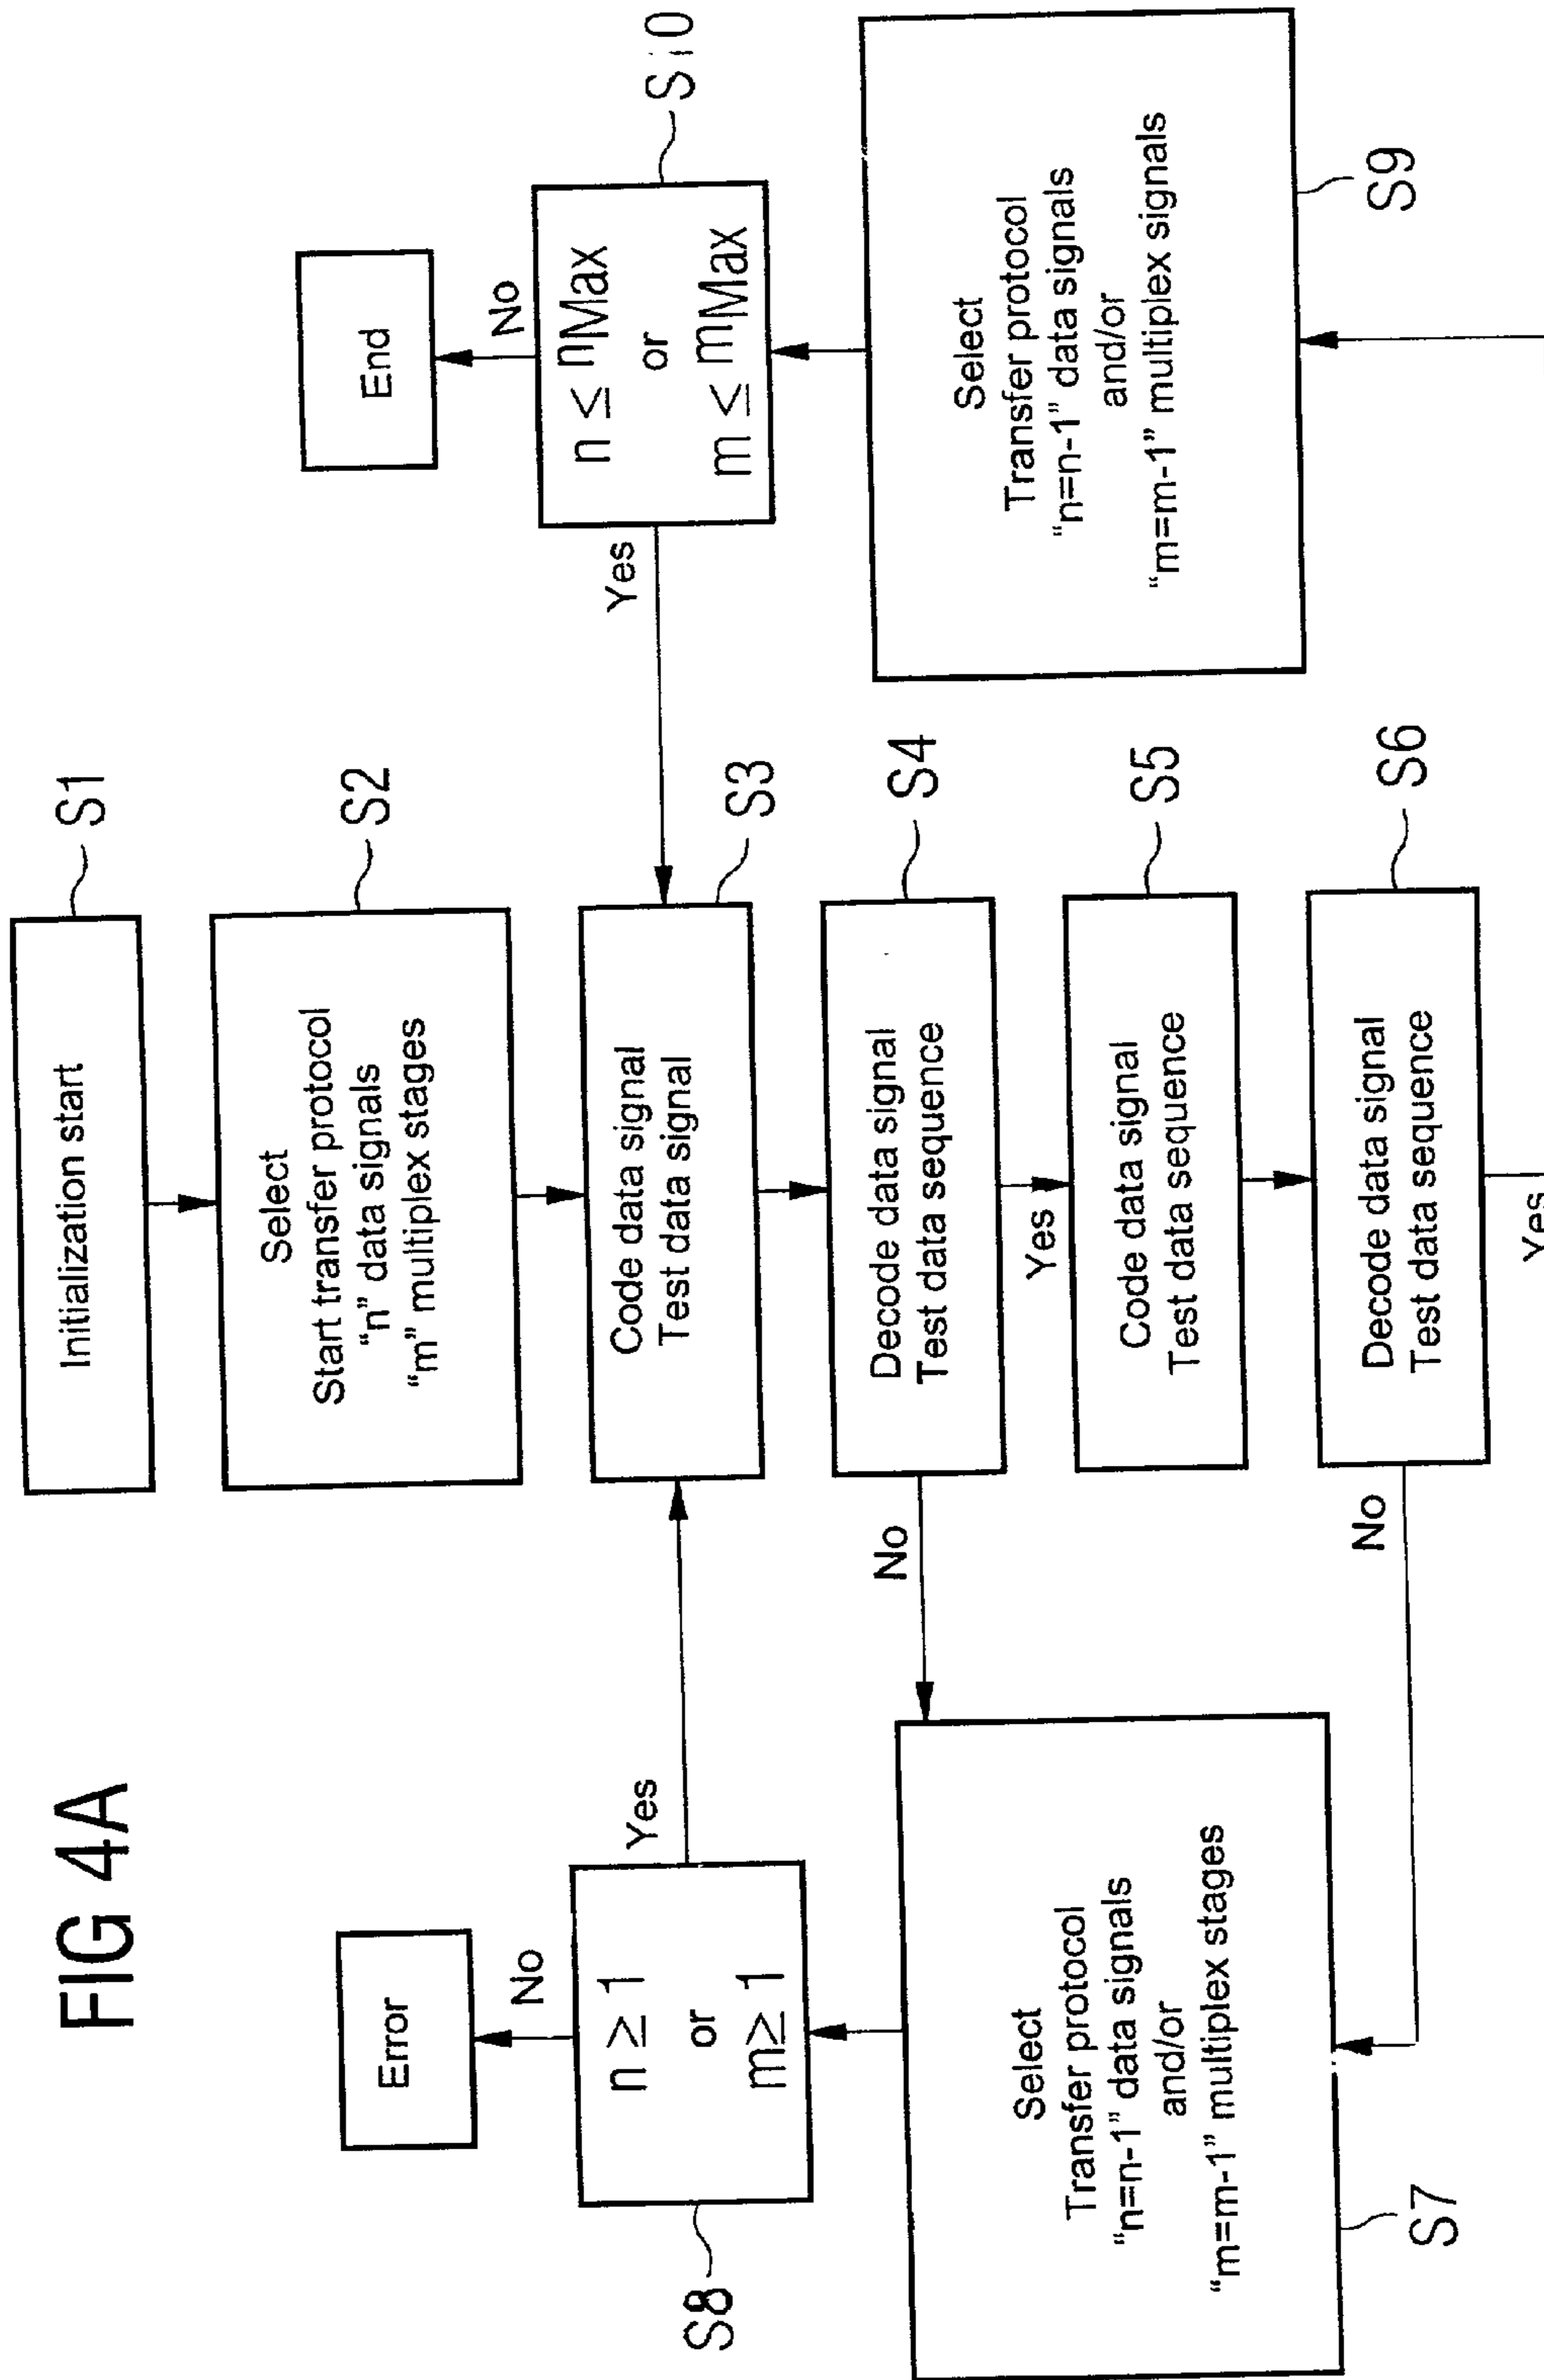 FIG 4A
Initialization start
S1
Select
Start transfer protocol
“n” data signals
“m” multiplex stages
S2
Error
No
n ≥ 1
or
m ≥ 1
S8
Yes
Code data signal
Test data signal
S3
Yes
End
No
n ≤ nMax
or
m ≤ mMax
S10
No
Decode data signal
Test data sequence
S4
Yes
Select
Transfer protocol
“n=n-1” data signals
and/or
“m=m-1” multiplex stages
S7
Code data signal
Test data sequence
S5
Select
Transfer protocol
“n=n-1” data signals
and/or
“m=m-1” multiplex signals
S9
No
Decode data signal
Test data sequence
S6
Yes